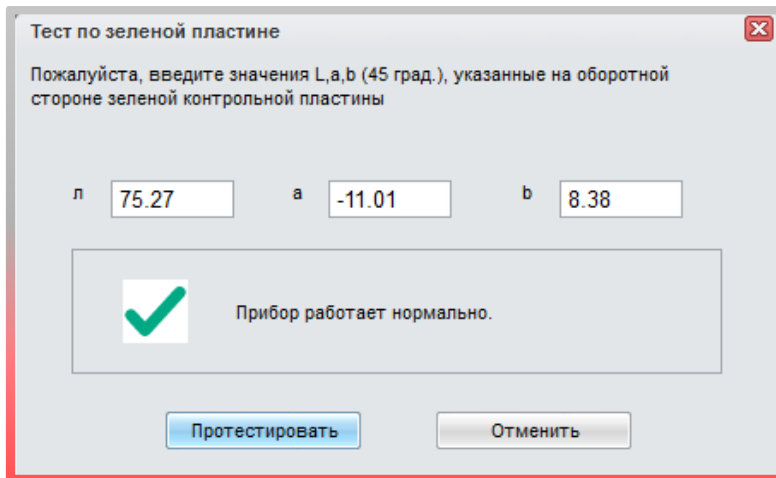 Тест по зеленой пластине
Пожалуйста, введите значения L,a,b (45 град.), указанные на оборотной
стороне зеленой контрольной пластины
л 75.27 a -11.01 b 8.38
Прибор работает нормально.
Протестировать Отменить